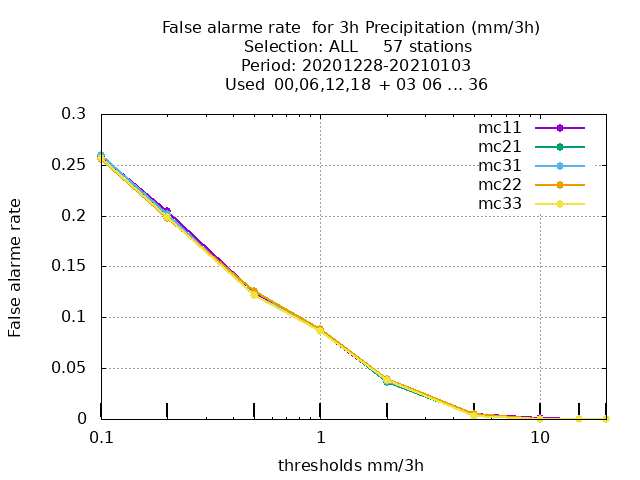 False alarme rate  for 3h Precipitation (mm/3h)
Selection: ALL     57 stations
Period: 20201228-20210103
Used  00,06,12,18  + 03 06 ... 36
mc11
mc21
mc31
mc22
mc33
0.3
0.25
0.2
0.15
0.1
0.05
0
False alarme rate
0.1
1
10
thresholds mm/3h